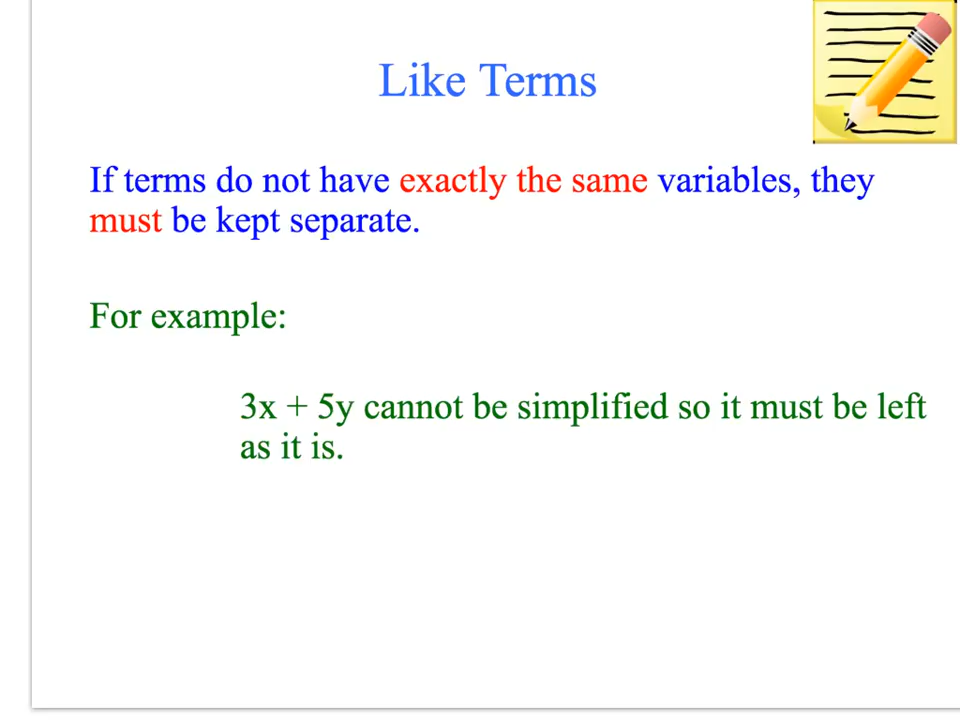 Like Terms
If terms do not have exactly the same variables, they
must be kept separate.
For example:
3x + 5y cannot be simplified so it must be left
as it is.